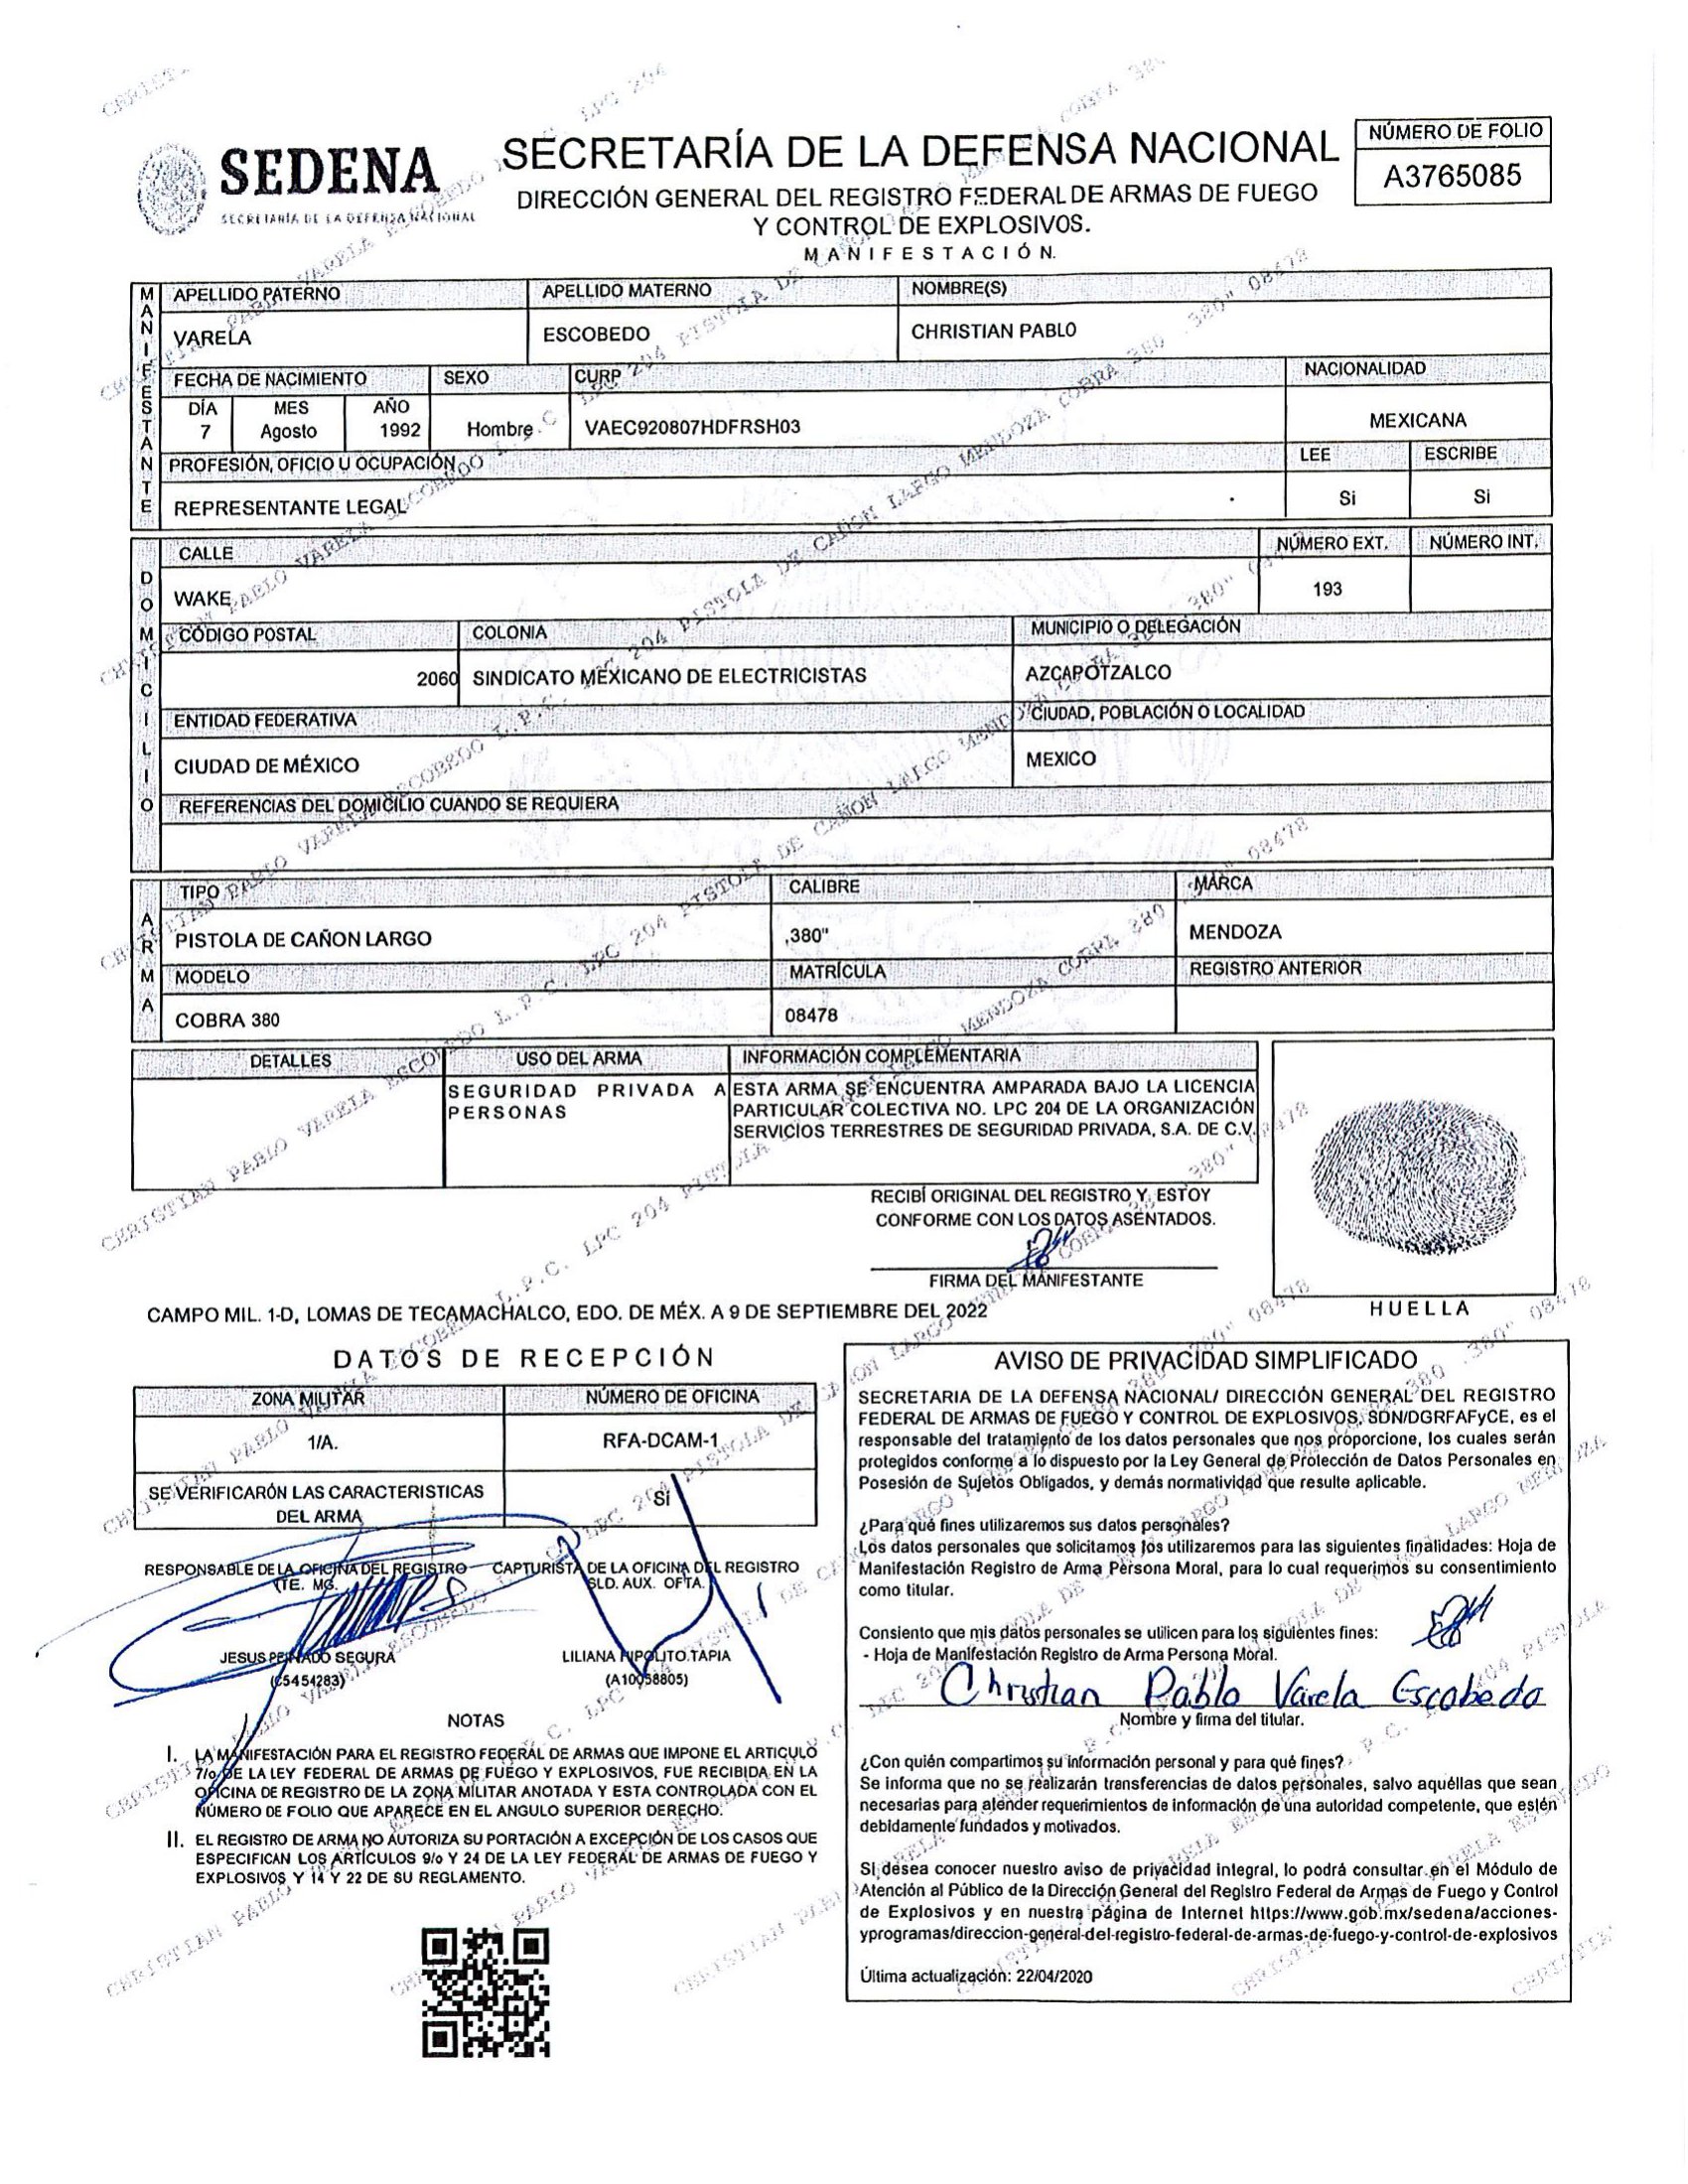 SEDENA
SECRETARÍA DE LA DEFENSA NACIONAL
SECRETARÍA DE LA DEFENSA NACIONAL
DIRECCIÓN GENERAL DEL REGISTRO FEDERAL DE ARMAS DE FUEGO
Y CONTROL DE EXPLOSIVOS.
MANIFESTACIÓN.
NÚMERO DE FOLIO
A3765085
MANIFESTANTE
APELLIDO PATERNO APELLIDO MATERNO NOMBRE(S)
VARELA ESCOBEDO CHRISTIAN PABLO
FECHA DE NACIMIENTO SEXO CURP NACIONALIDAD
DÍA MES AÑO
7 Agosto 1992 Hombre VAEC920807HDFRSH03 MEXICANA
PROFESIÓN, OFICIO U OCUPACIÓN LEE ESCRIBE
REPRESENTANTE LEGAL Si Si
DOMICILIO
CALLE NÚMERO EXT. NÚMERO INT.
WAKE 193
CÓDIGO POSTAL COLONIA MUNICIPIO O DELEGACIÓN
2060 SINDICATO MEXICANO DE ELECTRICISTAS AZCAPOTZALCO
ENTIDAD FEDERATIVA CIUDAD, POBLACIÓN O LOCALIDAD
CIUDAD DE MÉXICO MEXICO
REFERENCIAS DEL DOMICILIO CUANDO SE REQUIERA
ARMA
TIPO CALIBRE MARCA
PISTOLA DE CAÑON LARGO .380" MENDOZA
MODELO MATRÍCULA REGISTRO ANTERIOR
COBRA 380 08478
DETALLES USO DEL ARMA INFORMACIÓN COMPLEMENTARIA
SEGURIDAD PRIVADA A PERSONAS
ESTA ARMA SE ENCUENTRA AMPARADA BAJO LA LICENCIA
PARTICULAR COLECTIVA NO. LPC 204 DE LA ORGANIZACIÓN
SERVICIOS TERRESTRES DE SEGURIDAD PRIVADA, S.A. DE C.V.
RECIBÍ ORIGINAL DEL REGISTRO Y ESTOY
CONFORME CON LOS DATOS ASENTADOS.
FIRMA DEL MANIFESTANTE
HUELLA
CAMPO MIL. 1-D, LOMAS DE TECAMACHALCO, EDO. DE MÉX. A 9 DE SEPTIEMBRE DEL 2022
DATOS DE RECEPCIÓN
ZONA MILITAR NÚMERO DE OFICINA
1/A. RFA-DCAM-1
SE VERIFICARÓN LAS CARACTERISTICAS
DEL ARMA
Si
RESPONSABLE DE LA OFICINA DEL REGISTRO
TE. MG.
JESUS PEINADO SEGURA
(C5454283)
CAPTURISTA DE LA OFICINA DEL REGISTRO
SLD. AUX. OFTA.
LILIANA HIPOLITO TAPIA
(A10058805)
NOTAS
I. LA MANIFESTACIÓN PARA EL REGISTRO FEDERAL DE ARMAS QUE IMPONE EL ARTICULO
7/o. DE LA LEY FEDERAL DE ARMAS DE FUEGO Y EXPLOSIVOS, FUE RECIBIDA EN LA
OFICINA DE REGISTRO DE LA ZONA MILITAR ANOTADA Y ESTA CONTROLADA CON EL
NÚMERO DE FOLIO QUE APARECE EN EL ANGULO SUPERIOR DERECHO.
II. EL REGISTRO DE ARMA NO AUTORIZA SU PORTACIÓN A EXCEPCIÓN DE LOS CASOS QUE
ESPECIFICAN LOS ARTÍCULOS 9/o Y 24 DE LA LEY FEDERAL DE ARMAS DE FUEGO Y
EXPLOSIVOS Y 14 Y 22 DE SU REGLAMENTO.
AVISO DE PRIVACIDAD SIMPLIFICADO
SECRETARIA DE LA DEFENSA NACIONAL/ DIRECCIÓN GENERAL DEL REGISTRO
FEDERAL DE ARMAS DE FUEGO Y CONTROL DE EXPLOSIVOS, SDN/DGRFAFyCE, es el
responsable del tratamiento de los datos personales que nos proporcione, los cuales serán
protegidos conforme a lo dispuesto por la Ley General de Protección de Datos Personales en
Posesión de Sujetos Obligados, y demás normatividad que resulte aplicable.
¿Para qué fines utilizaremos sus datos personales?
Los datos personales que solicitamos los utilizaremos para las siguientes finalidades: Hoja de
Manifestación Registro de Arma Persona Moral, para lo cual requerimos su consentimiento
como titular.
Consiento que mis datos personales se utilicen para los siguientes fines:
- Hoja de Manifestación Registro de Arma Persona Moral.
Christian Pablo Varela Escobedo
Nombre y firma del titular.
¿Con quién compartimos su información personal y para qué fines?
Se informa que no se realizarán transferencias de datos personales, salvo aquéllas que sean
necesarias para atender requerimientos de información de una autoridad competente, que estén
debidamente fundados y motivados.
Si desea conocer nuestro aviso de privacidad integral, lo podrá consultar en el Módulo de
Atención al Público de la Dirección General del Registro Federal de Armas de Fuego y Control
de Explosivos y en nuestra página de Internet https://www.gob.mx/sedena/acciones-
yprogramas/direccion-general-del-registro-federal-de-armas-de-fuego-y-control-de-explosivos
Última actualización: 22/04/2020